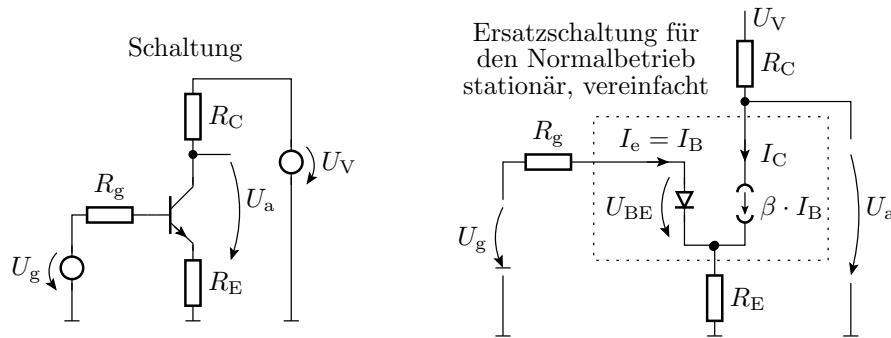 Schaltung
R_C
U_V
R_g
U_a
U_g
R_E
Ersatzschaltung für
den Normalbetrieb
stationär, vereinfacht
U_V
R_C
R_g
I_e = I_B
I_C
U_BE
β · I_B
U_a
U_g
R_E